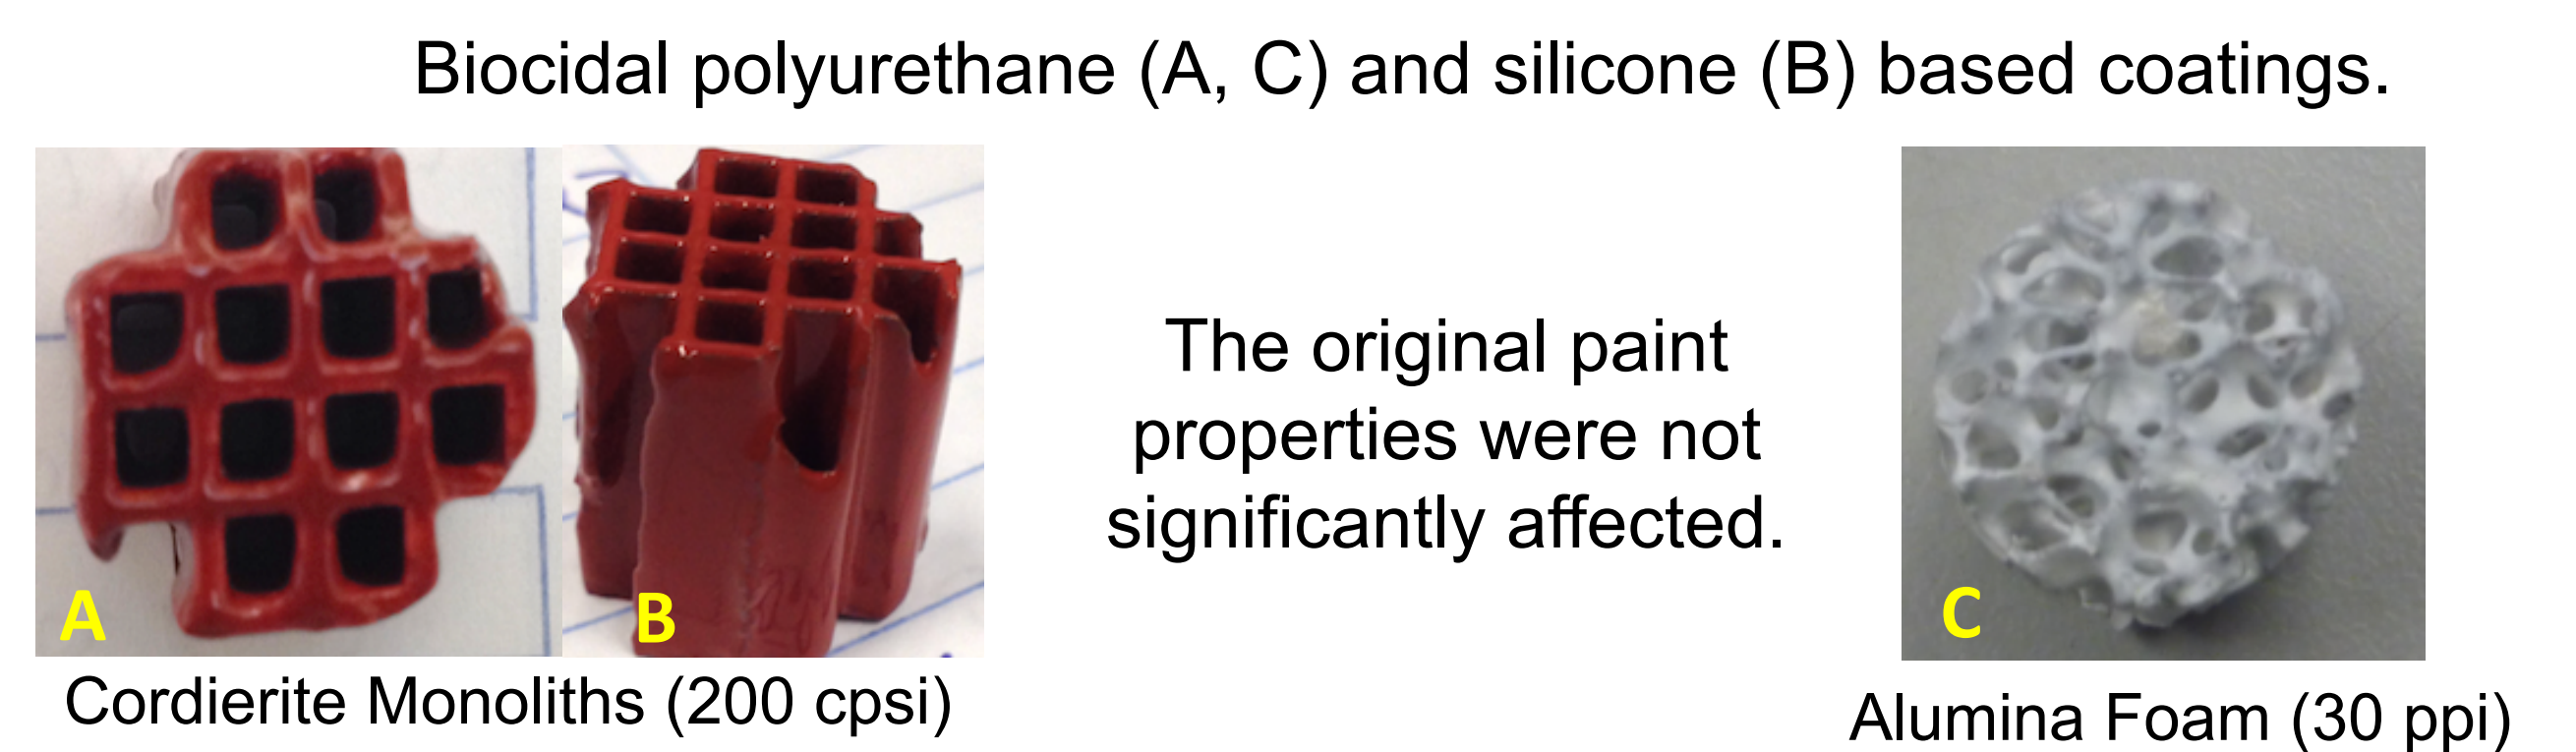 Biocidal polyurethane (A, C) and silicone (B) based coatings.
The original paint
properties were not
significantly affected.
A
B
C
Cordierite Monoliths (200 cpsi)
Alumina Foam (30 ppi)